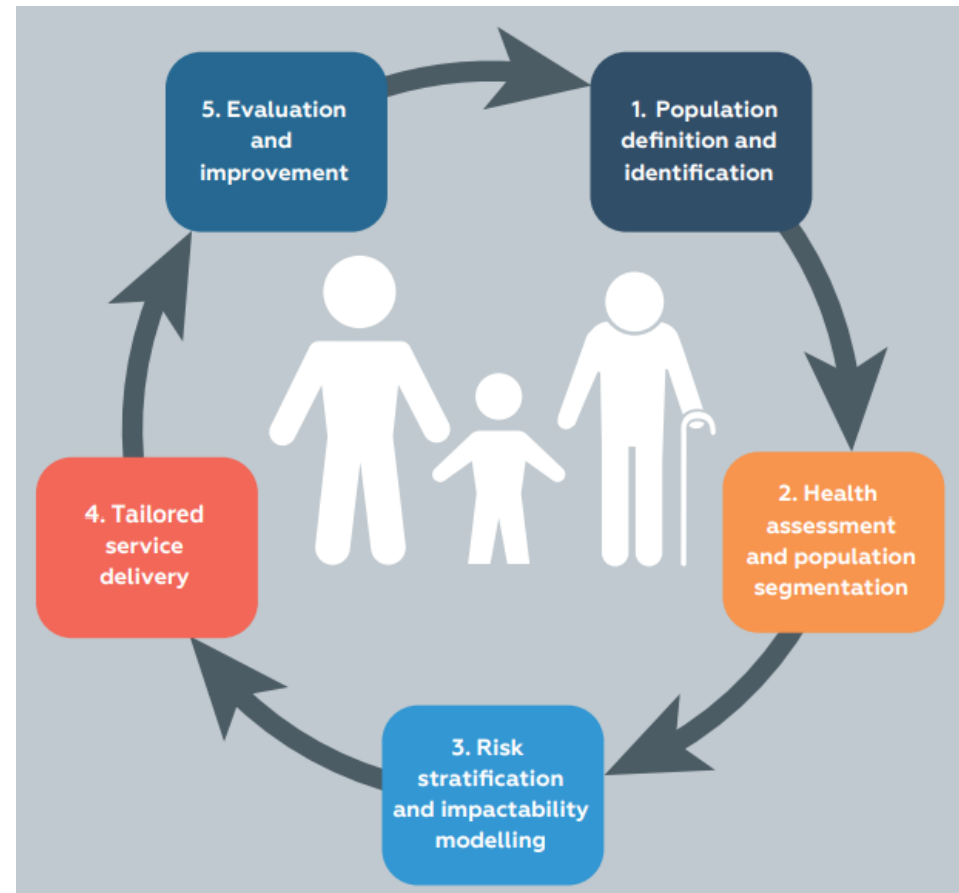 1. Population
definition and
identification
2. Health
assessment
and population
segmentation
3. Risk
stratification
and impactability
modelling
4. Tailored
service
delivery
5. Evaluation
and
improvement